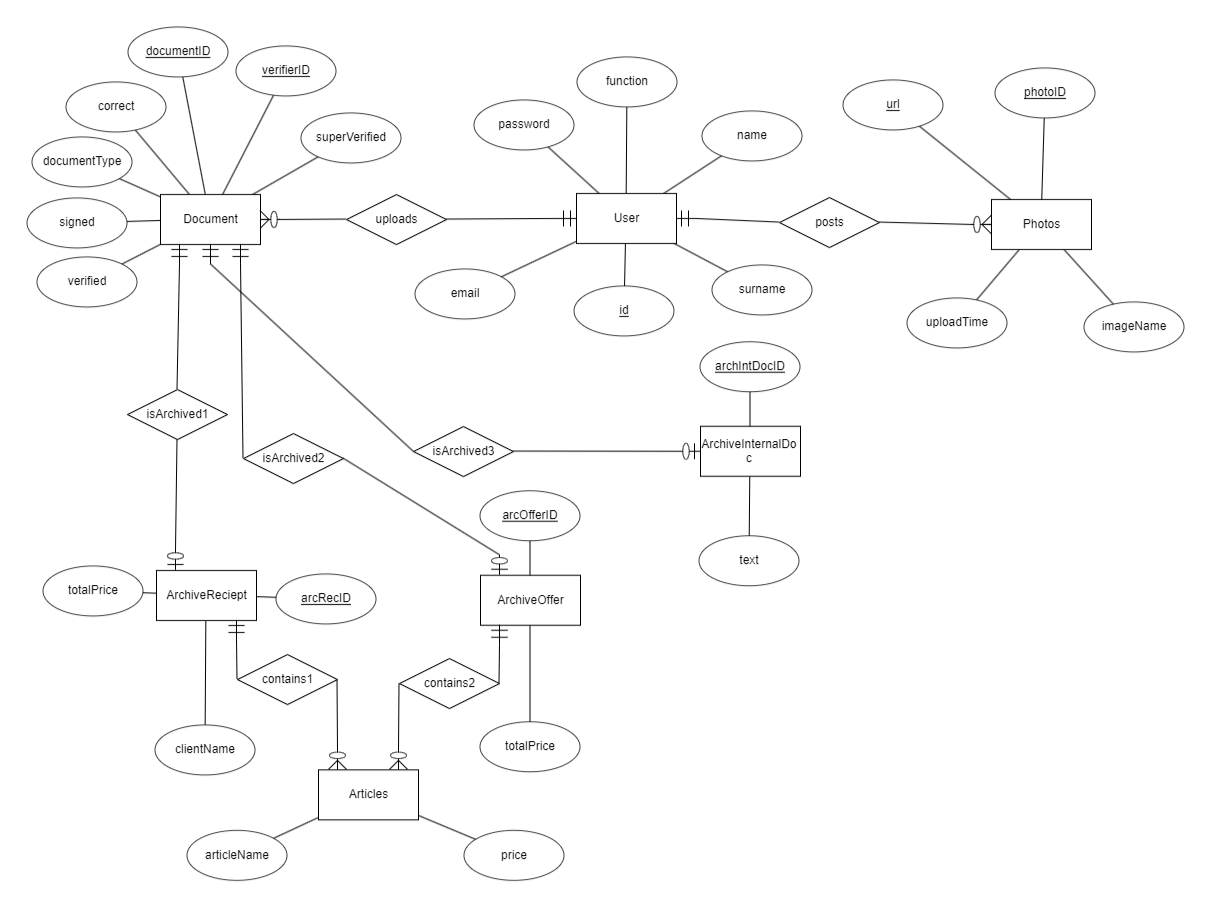 documentID
verifierID
function
correct
url
photoID
password
name
superVerified
documentType
signed
Document
uploads
User
posts
Photos
verified
email
id
surname
uploadTime
imageName
archIntDocID
isArchived1
isArchived2
isArchived3
ArchiveInternalDo
c
arcOfferID
text
totalPrice
ArchiveReciept
arcRecID
ArchiveOffer
contains1
contains2
clientName
totalPrice
Articles
articleName
price